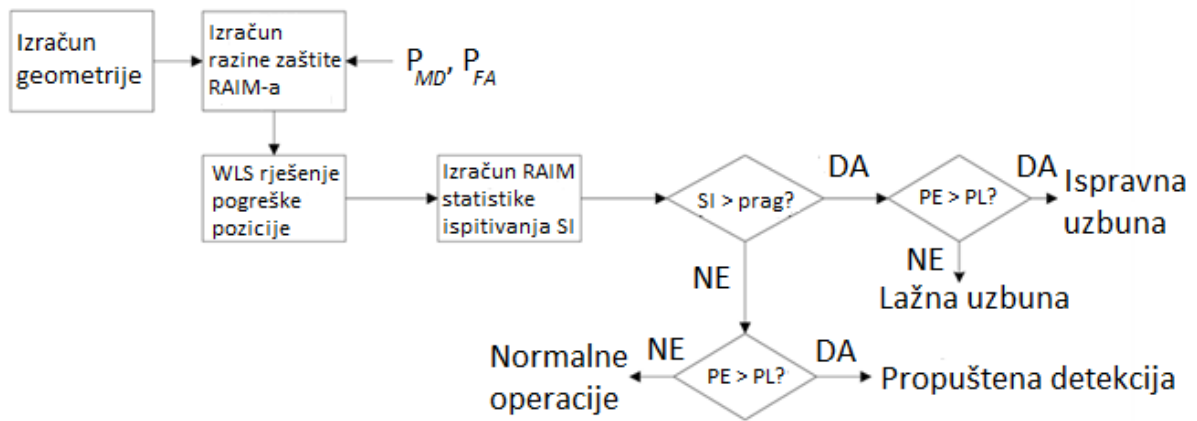 Izračun
geometrije
Izračun
razine zaštite
RAIM-a
P_MD, P_FA
WLS rješenje
pogreške
pozicije
Izračun RAIM
statistike
ispitivanja SI
SI > prag?
DA
PE > PL?
DA
Ispravna
uzbuna
NE
Lažna uzbuna
NE
Normalne
operacije
NE
PE > PL?
DA
Propuštena detekcija